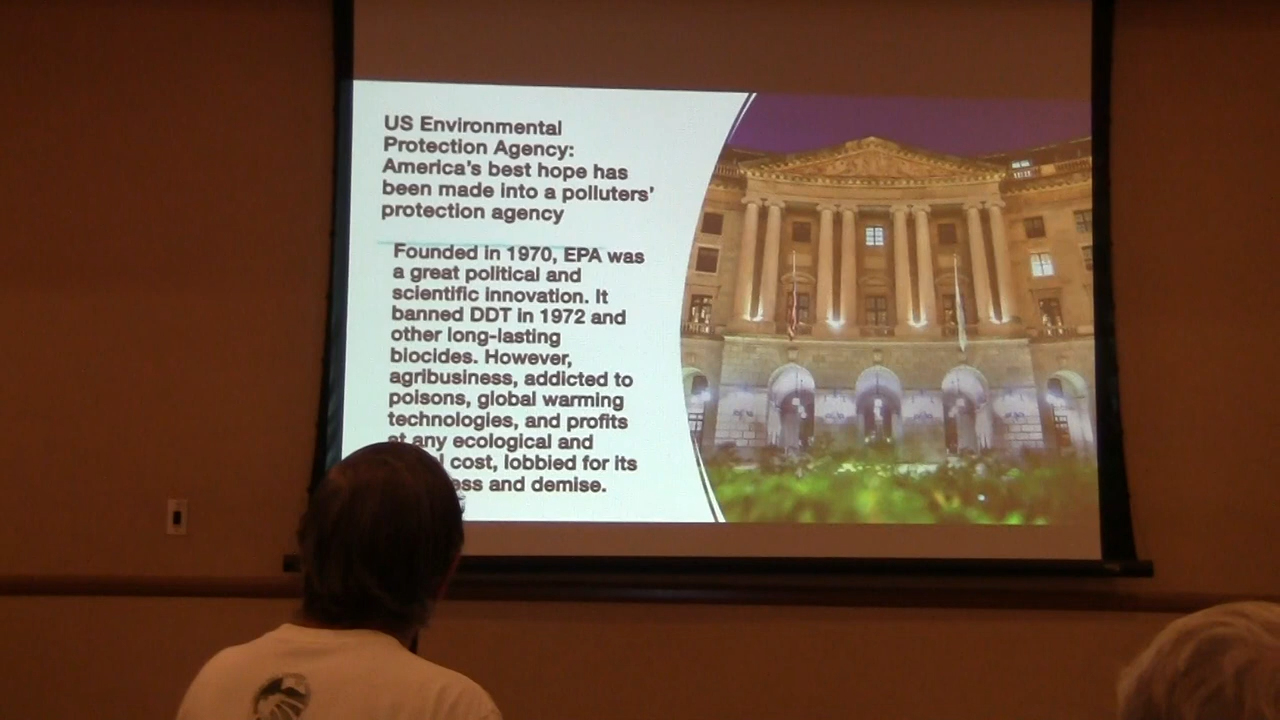 US Environmental
Protection Agency:
America's best hope has
been made into a polluters'
protection agency
Founded in 1970, EPA was
a great political and
scientific innovation. It
banned DDT in 1972 and
other long-lasting
biocides. However,
agribusiness, addicted to
poisons, global warming
technologies, and profits
at any ecological and
cost, lobbied for its
and demise.